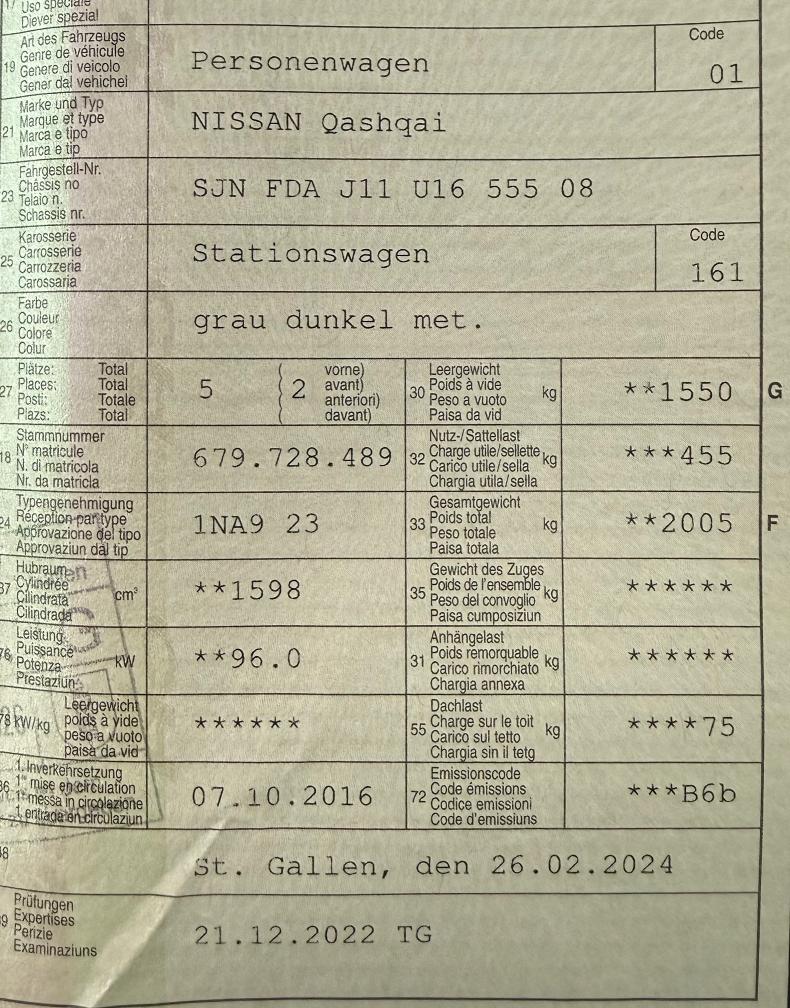 17 Uso speciale
Diever spezial
Art des Fahrzeugs
Genre de véhicule
19 Genere di veicolo
Gener dal vehichel
Personenwagen
Code
01
Marke und Typ
Marque et type
21 Marca e tipo
Marca e tip
NISSAN Qashqai
Fahrgestell-Nr.
Châssis no
23 Telaio n.
Schassis nr.
SJN FDA J11 U16 555 08
Karosserie
Carrosserie
25 Carrozzeria
Carossaria
Stationswagen
Code
161
Farbe
Couleur
26 Colore
Colur
grau dunkel met.
Plätze: Total
27 Places: Total
Posti: Totale
Plazs: Total
5 ( 2 vorne)
avant)
anteriori)
davant)
Leergewicht
30 Poids à vide kg
Peso a vuoto
Paisa da vid
**1550 G
Stammnummer
18 N° matricule
N. di matricola
Nr. da matricla
679.728.489
Nutz-/Sattellast
32 Charge utile/sellette kg
Carico utile/sella
Chargia utila/sella
***455
Typengenehmigung
24 Réception par type
Approvazione del tipo
Approvaziun dal tip
1NA9 23
Gesamtgewicht
33 Poids total kg
Peso totale
Paisa totala
**2005 F
Hubraum
37 Cylindrée cm³
Cilindrata
Cilindrada
**1598
Gewicht des Zuges
35 Poids de l'ensemble kg
Peso del convoglio
Paisa cumposiziun
******
Leistung
76 Puissance kW
Potenza
Prestaziun
**96.0
Anhängelast
31 Poids remorquable kg
Carico rimorchiato
Chargia annexa
******
Leergewicht
78 kW/kg poids à vide
peso a vuoto
paisa da vid
******
Dachlast
55 Charge sur le toit kg
Carico sul tetto
Chargia sin il tetg
****75
1. Inverkehrsetzung
36 1re mise en circulation
1a messa in circolazione
1. entrada en circulaziun
07.10.2016
Emissionscode
72 Code émissions
Codice emissioni
Code d'emissiuns
***B6b
St. Gallen, den 26.02.2024
Prüfungen
39 Expertises
Perizie
Examinaziuns
21.12.2022 TG